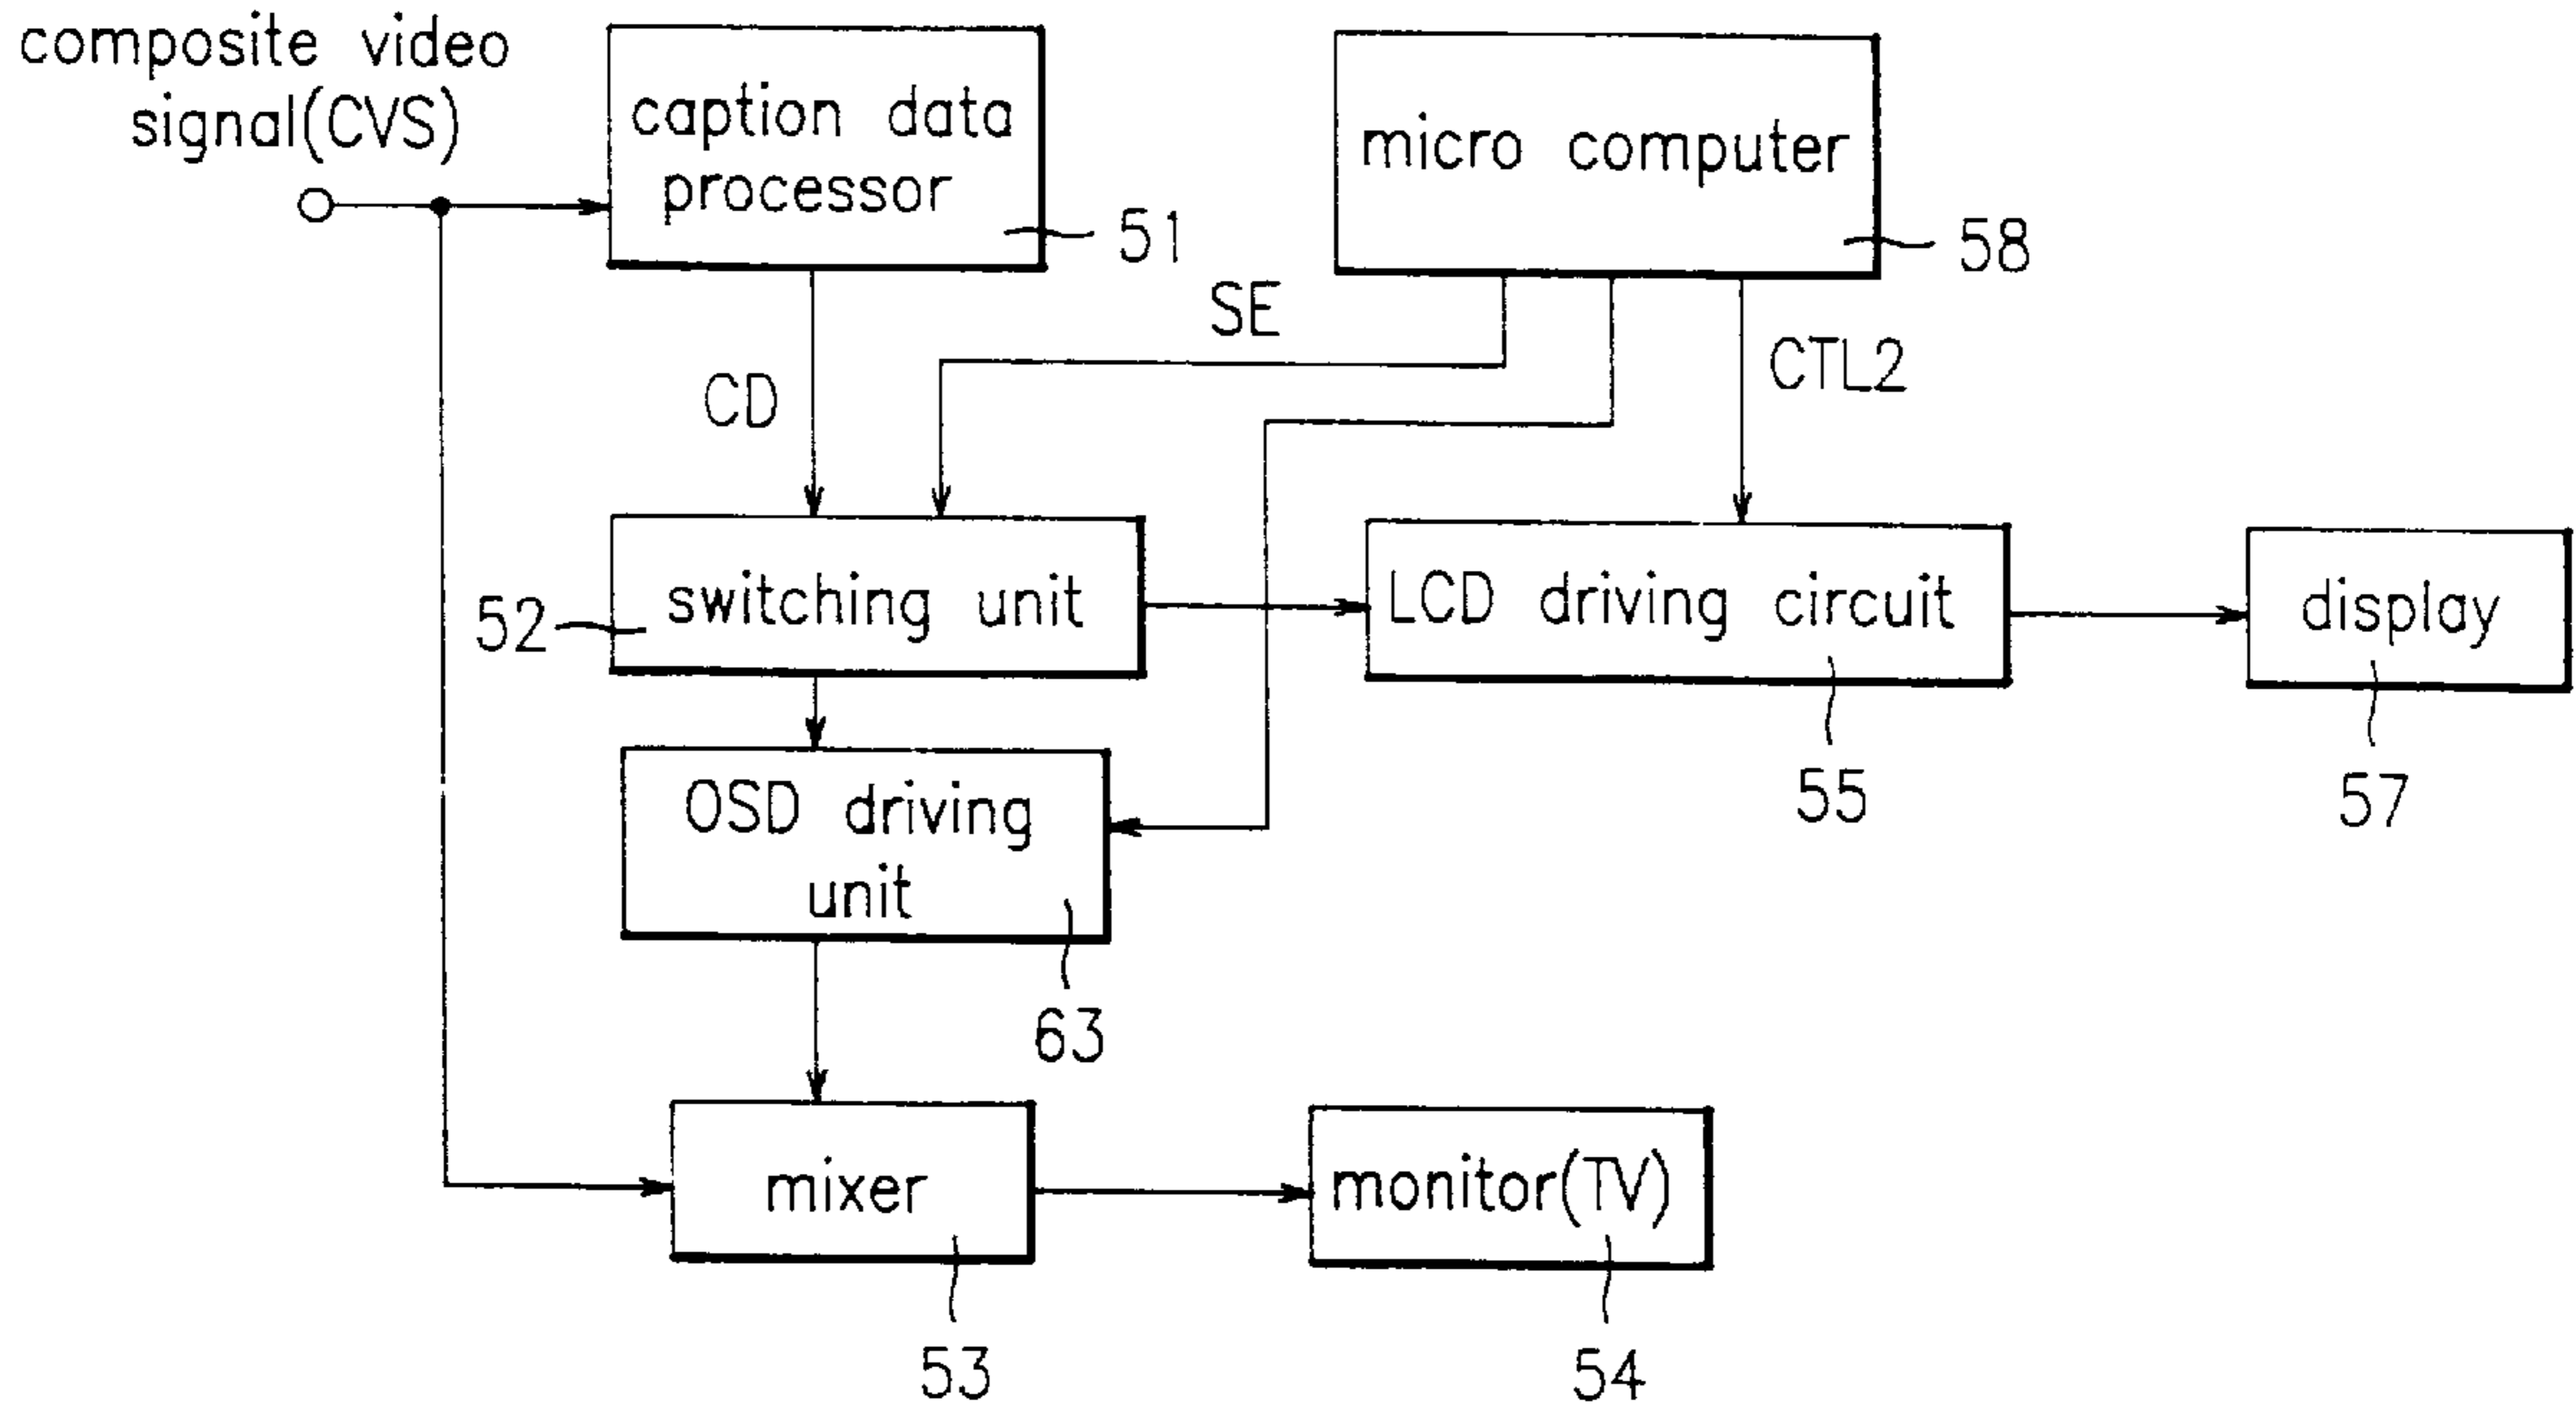 composite video
signal(CVS)
caption data
processor
51
micro computer
58
SE
CD
CTL2
switching unit
52
LCD driving circuit
55
display
57
OSD driving
unit
63
mixer
53
monitor(TV)
54